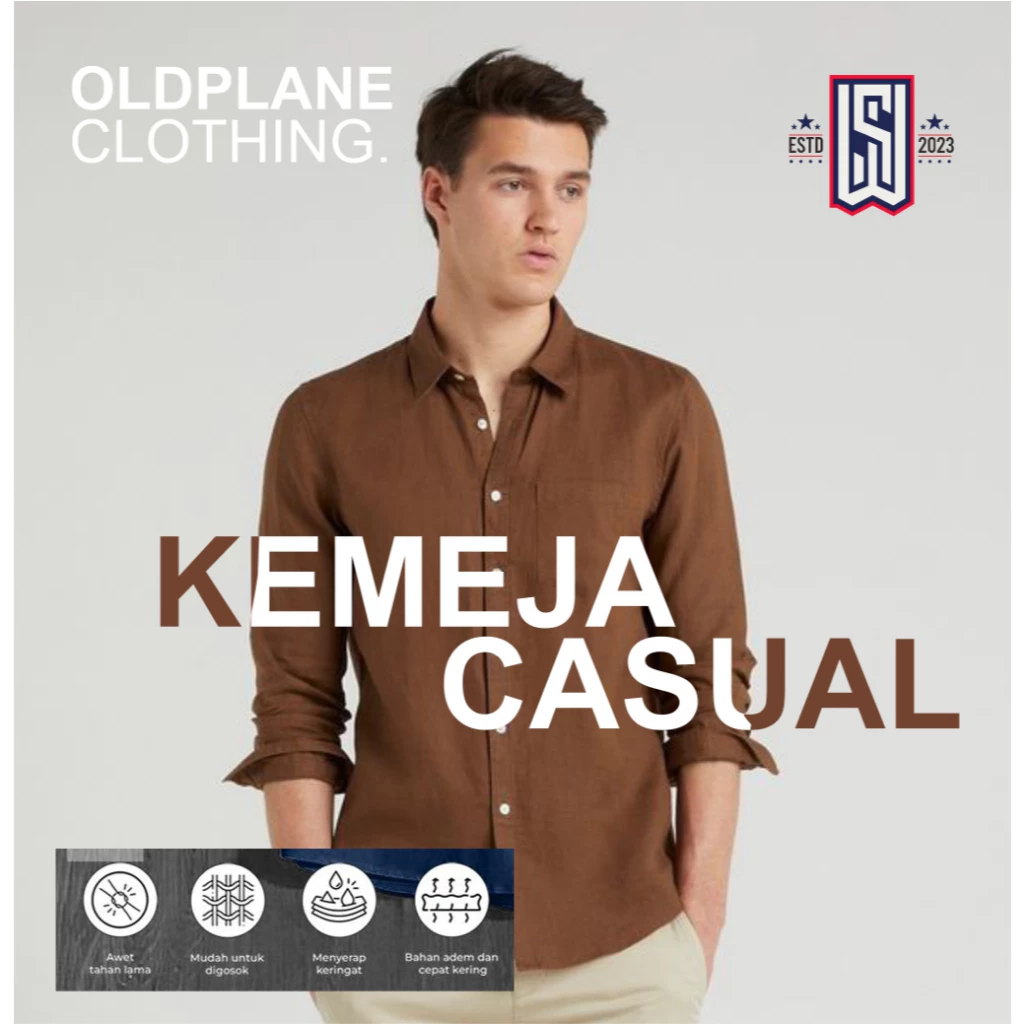 OLDPLANE
CLOTHING.
ESTD
SW
2023
KEMEJA
CASUAL
Awet
tahan lama
Mudah untuk
digosok
Menyerap
keringat
Bahan adem dan
cepat kering